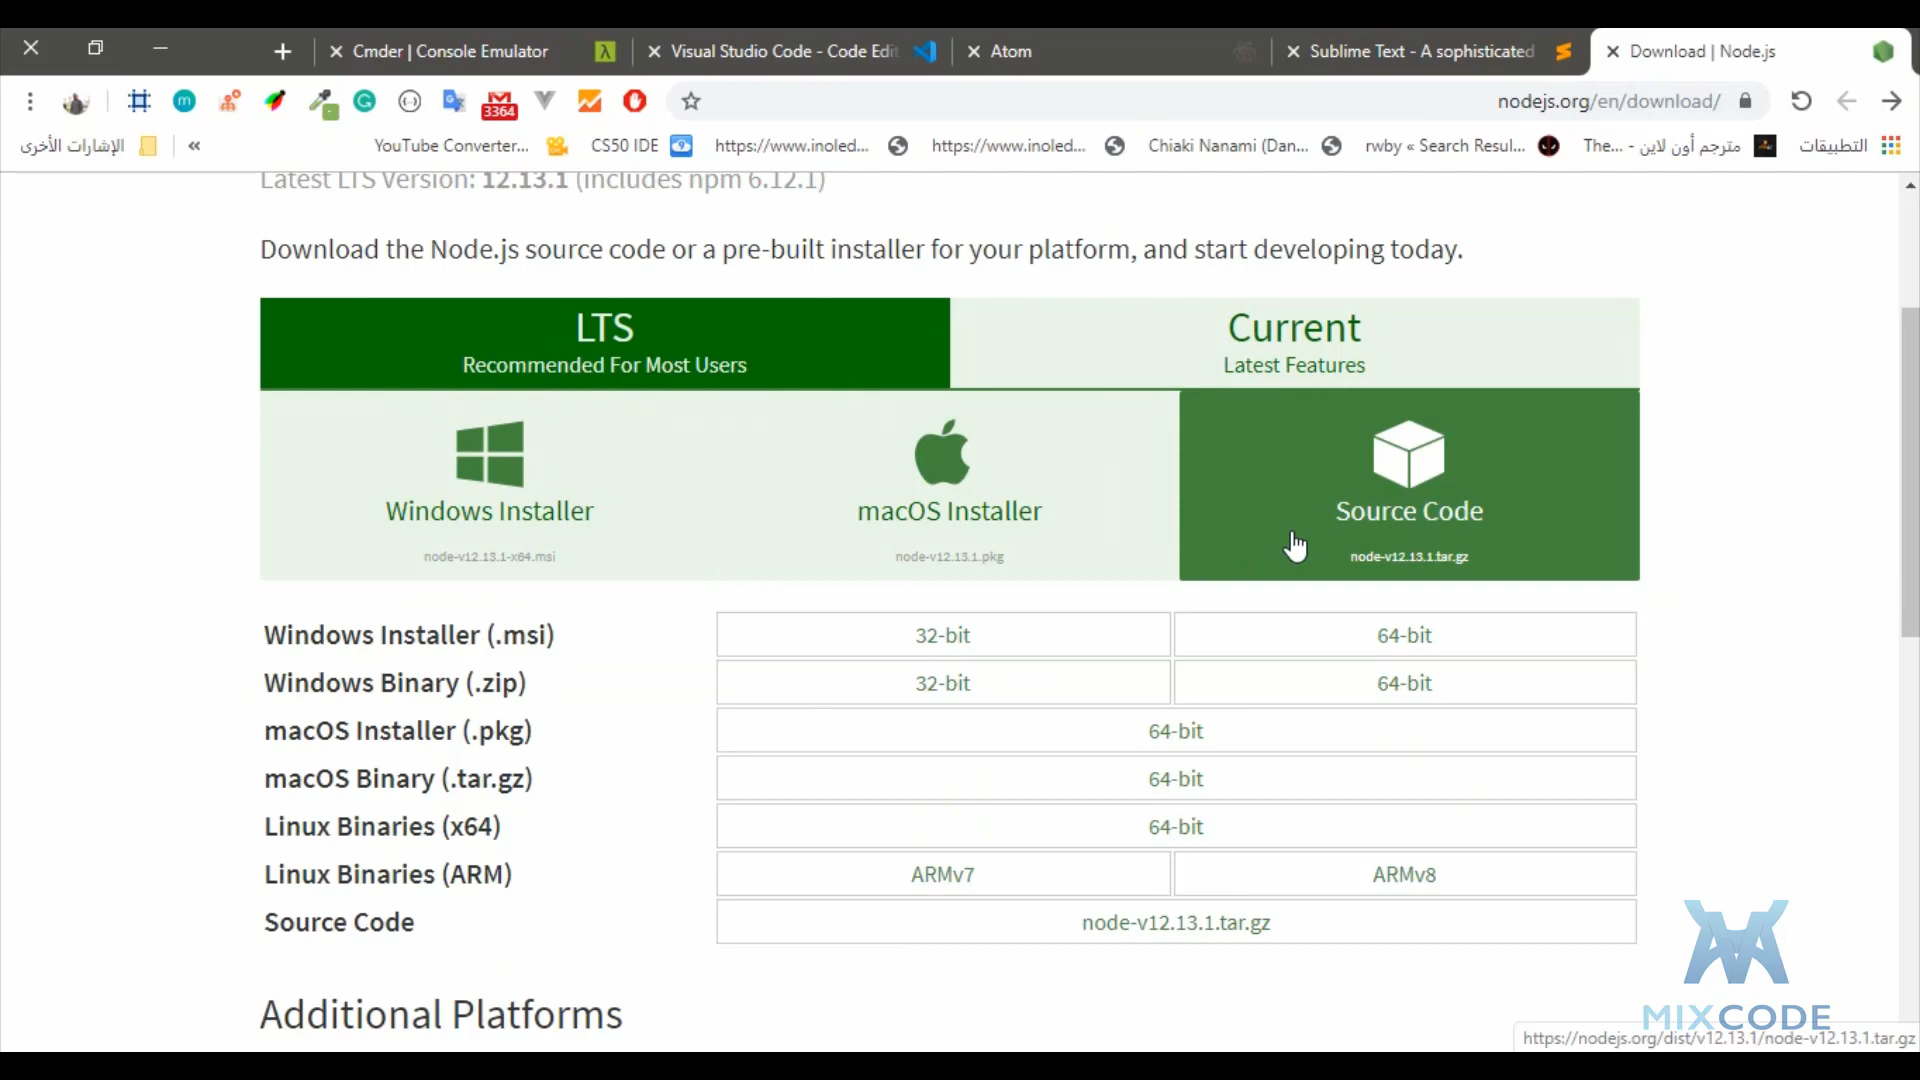 Cmder | Console Emulator
Visual Studio Code - Code Edit
Atom
Sublime Text - A sophisticated
Download | Node.js
3364
nodejs.org/en/download/
الإشارات الأخرى
YouTube Converter...
CS50 IDE
https://www.inoled...
https://www.inoled...
Chiaki Nanami (Dan...
rwby « Search Resul...
The... - مترجم أون لاين
التطبيقات
Latest LTS Version: 12.13.1 (includes npm 6.12.1)
Download the Node.js source code or a pre-built installer for your platform, and start developing today.
LTS
Recommended For Most Users
Current
Latest Features
Windows Installer
node-v12.13.1-x64.msi
macOS Installer
node-v12.13.1.pkg
Source Code
node-v12.13.1.tar.gz
Windows Installer (.msi) 32-bit 64-bit
Windows Binary (.zip) 32-bit 64-bit
macOS Installer (.pkg) 64-bit
macOS Binary (.tar.gz) 64-bit
Linux Binaries (x64) 64-bit
Linux Binaries (ARM) ARMv7 ARMv8
Source Code node-v12.13.1.tar.gz
Additional Platforms
MIXCODE
https://nodejs.org/dist/v12.13.1/node-v12.13.1.tar.gz